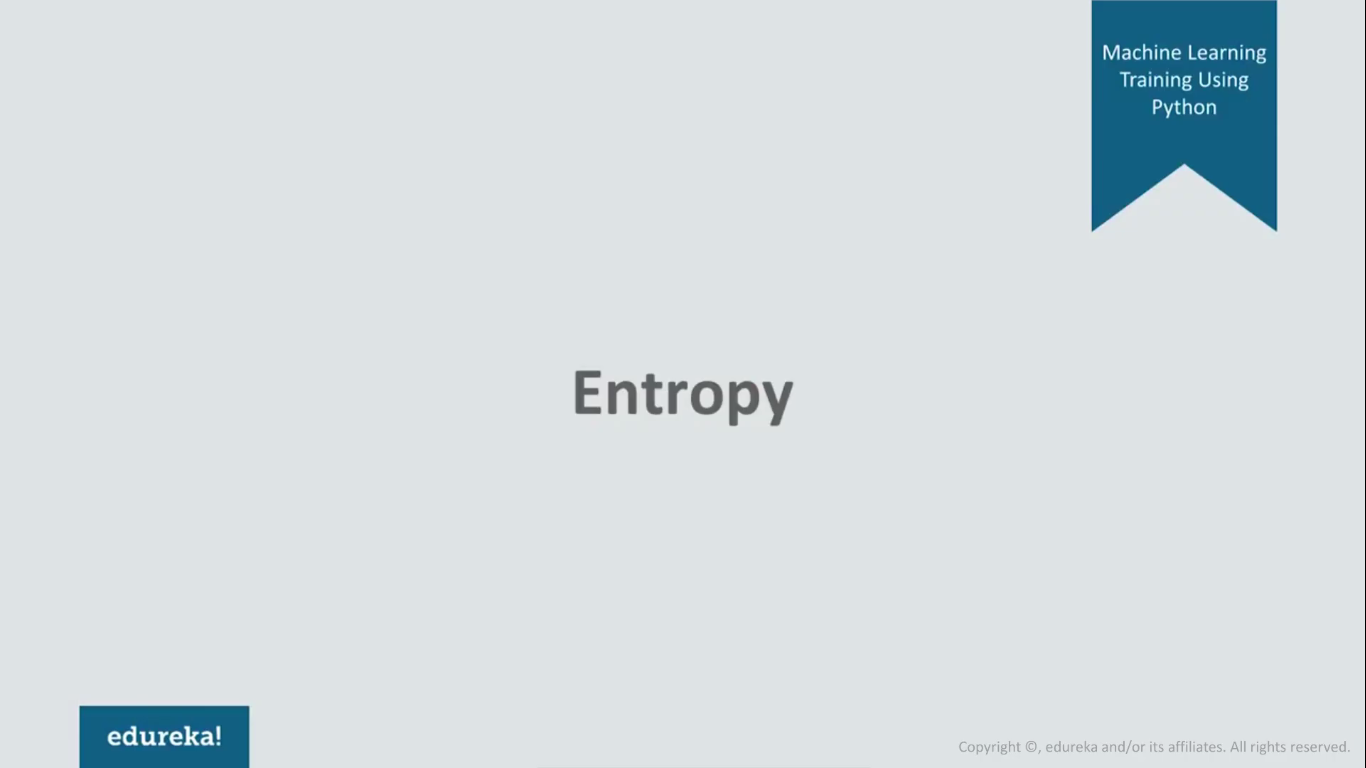 Machine Learning
Training Using
Python
Entropy
edureka!
Copyright ©, edureka and/or its affiliates. All rights reserved.